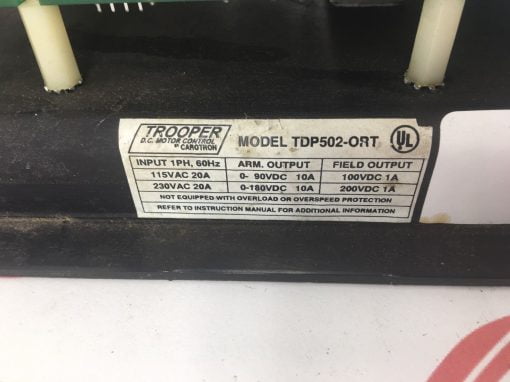 TROOPER
D.C. MOTOR CONTROL
BY CAROTRON
MODEL TDP502-ORT
UL
INPUT 1PH, 60Hz ARM. OUTPUT FIELD OUTPUT
115VAC 20A 0- 90VDC 10A 100VDC 1A
230VAC 20A 0-180VDC 10A 200VDC 1A
NOT EQUIPPED WITH OVERLOAD OR OVERSPEED PROTECTION
REFER TO INSTRUCTION MANUAL FOR ADDITIONAL INFORMATION